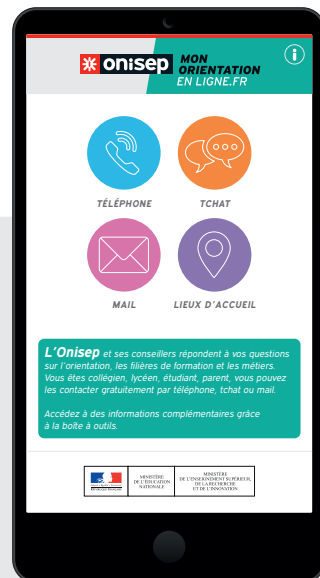 onisep MON
ORIENTATION
EN LIGNE.FR
i
TÉLÉPHONE
TCHAT
MAIL
LIEUX D'ACCUEIL
L'Onisep et ses conseillers répondent à vos questions
sur l'orientation, les filières de formation et les métiers.
Vous êtes collégien, lycéen, étudiant, parent, vous pouvez
les contacter gratuitement par téléphone, tchat ou mail.
Accédez à des informations complémentaires grâce
à la boîte à outils.
RÉPUBLIQUE FRANÇAISE
MINISTÈRE
DE L'ÉDUCATION
NATIONALE
MINISTÈRE
DE L'ENSEIGNEMENT SUPÉRIEUR,
DE LA RECHERCHE
ET DE L'INNOVATION